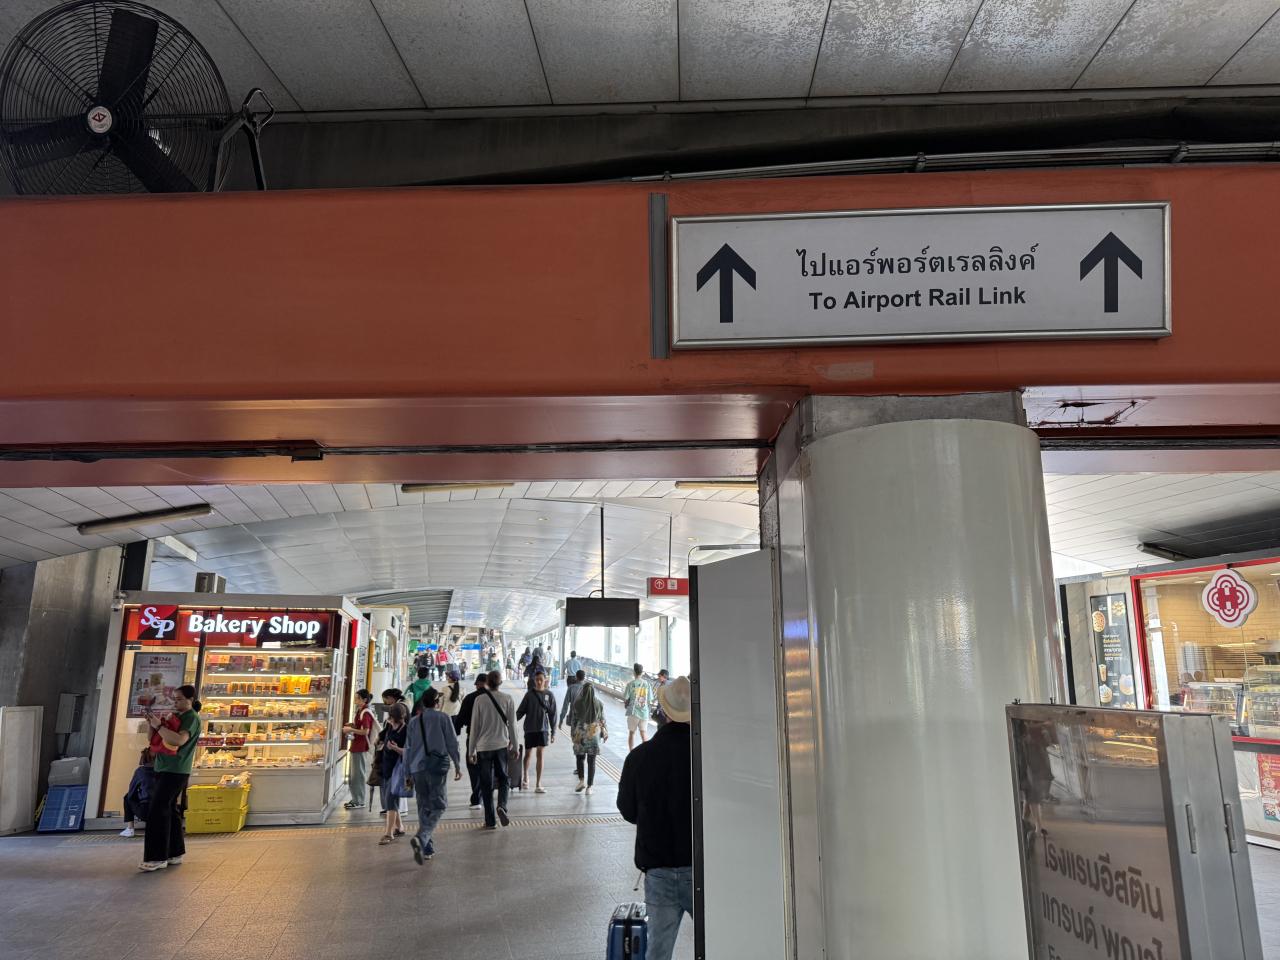 ไปแอร์พอร์ตเรลลิงค์
To Airport Rail Link
S&P Bakery Shop
โรงแรมอีสติน
แกรนด์ พญาไ